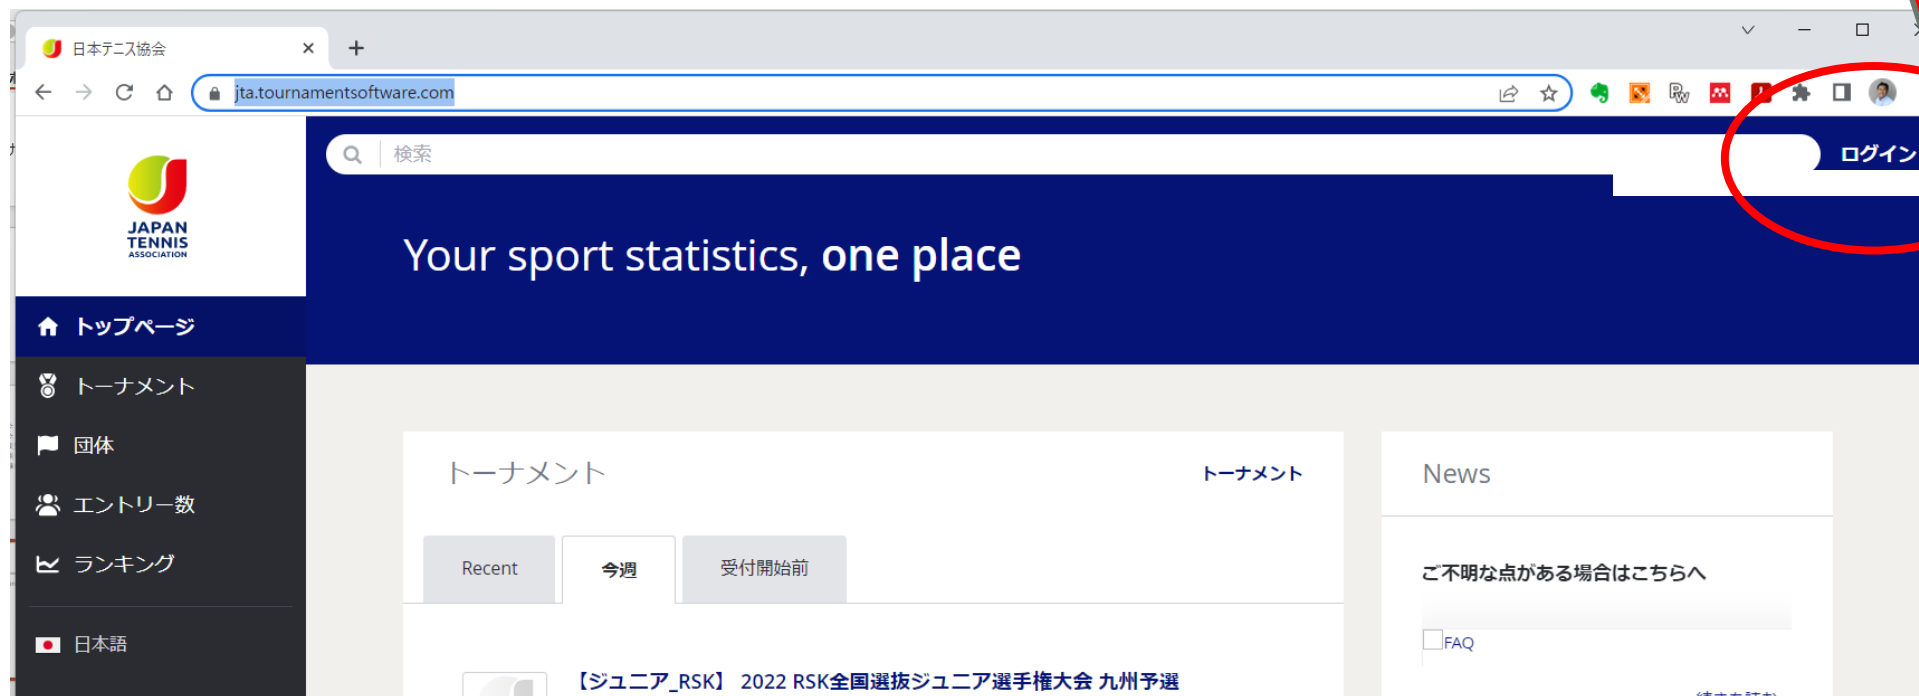 日本テニス協会
jta.tournamentsoftware.com
検索
ログイン
JAPAN
TENNIS
ASSOCIATION
Your sport statistics, one place
トップページ
トーナメント
団体
エントリー数
ランキング
日本語
トーナメント
トーナメント
Recent
今週
受付開始前
【ジュニア_RSK】 2022 RSK全国選抜ジュニア選手権大会 九州予選
News
ご不明な点がある場合はこちらへ
FAQ